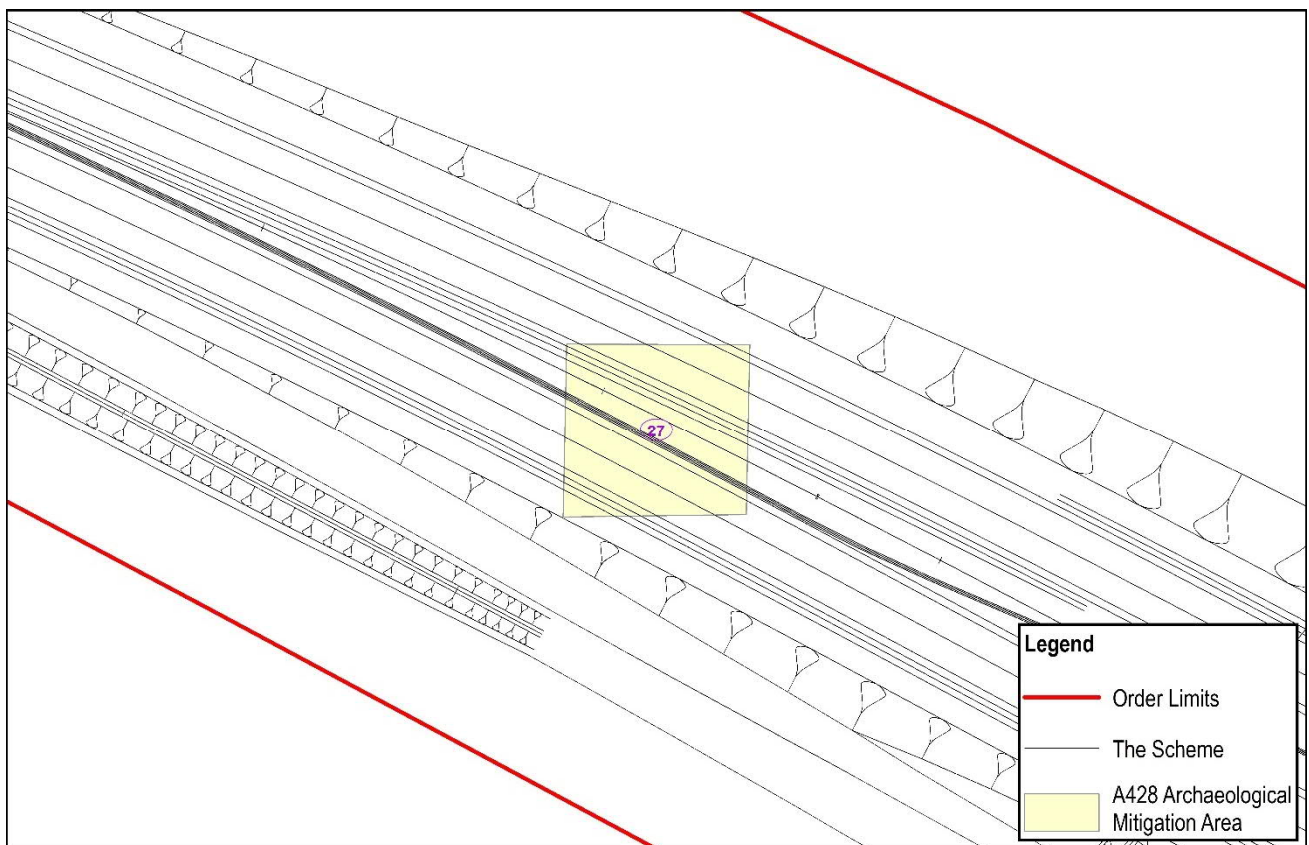 27
Legend
Order Limits
The Scheme
A428 Archaeological
Mitigation Area